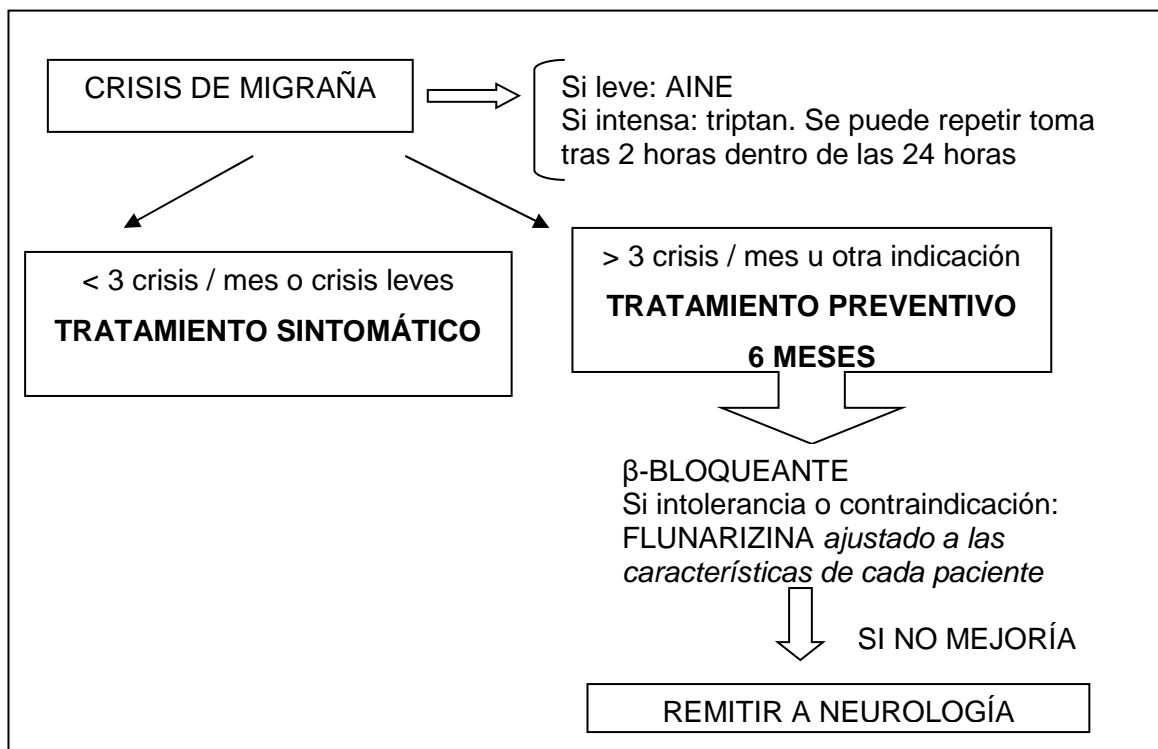 CRISIS DE MIGRAÑA
Si leve: AINE
Si intensa: triptan. Se puede repetir toma
tras 2 horas dentro de las 24 horas
< 3 crisis / mes o crisis leves
TRATAMIENTO SINTOMÁTICO
> 3 crisis / mes u otra indicación
TRATAMIENTO PREVENTIVO
6 MESES
β-BLOQUEANTE
Si intolerancia o contraindicación:
FLUNARIZINA ajustado a las
características de cada paciente
SI NO MEJORÍA
REMITIR A NEUROLOGÍA